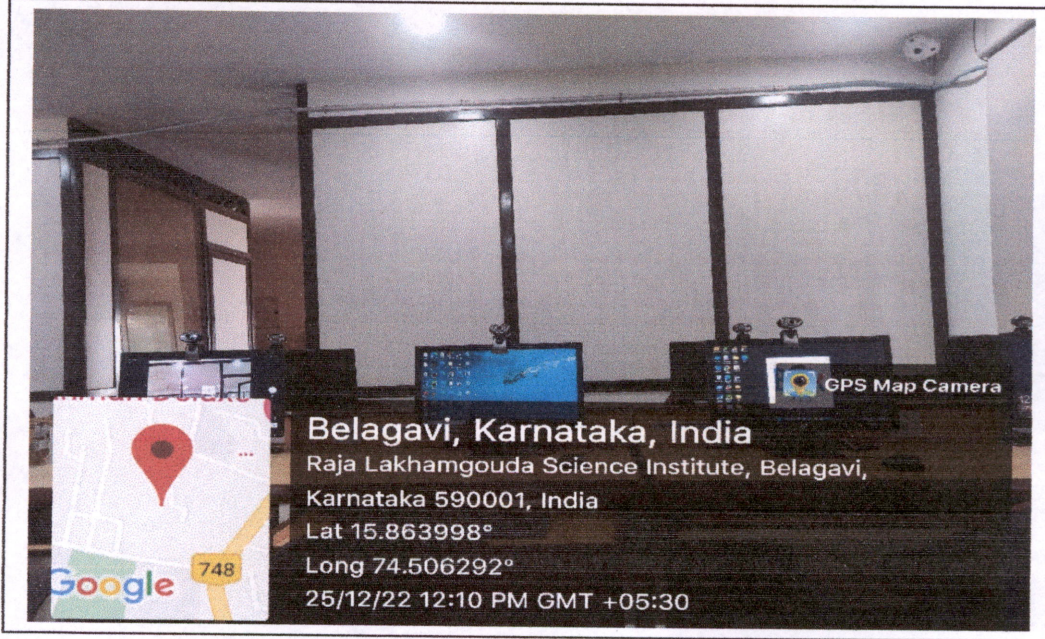 GPS Map Camera
Belagavi, Karnataka, India
Raja Lakhamgouda Science Institute, Belagavi,
Karnataka 590001, India
Lat 15.863998°
Long 74.506292°
25/12/22 12:10 PM GMT +05:30
748
Google